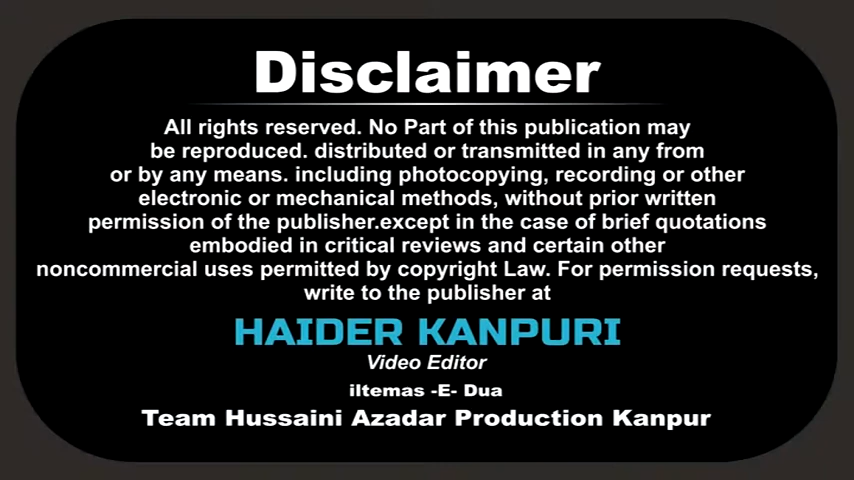 Disclaimer
All rights reserved. No Part of this publication may
be reproduced. distributed or transmitted in any from
or by any means. including photocopying, recording or other
electronic or mechanical methods, without prior written
permission of the publisher.except in the case of brief quotations
embodied in critical reviews and certain other
noncommercial uses permitted by copyright Law. For permission requests,
write to the publisher at
HAIDER KANPURI
Video Editor
iltemas -E- Dua
Team Hussaini Azadar Production Kanpur